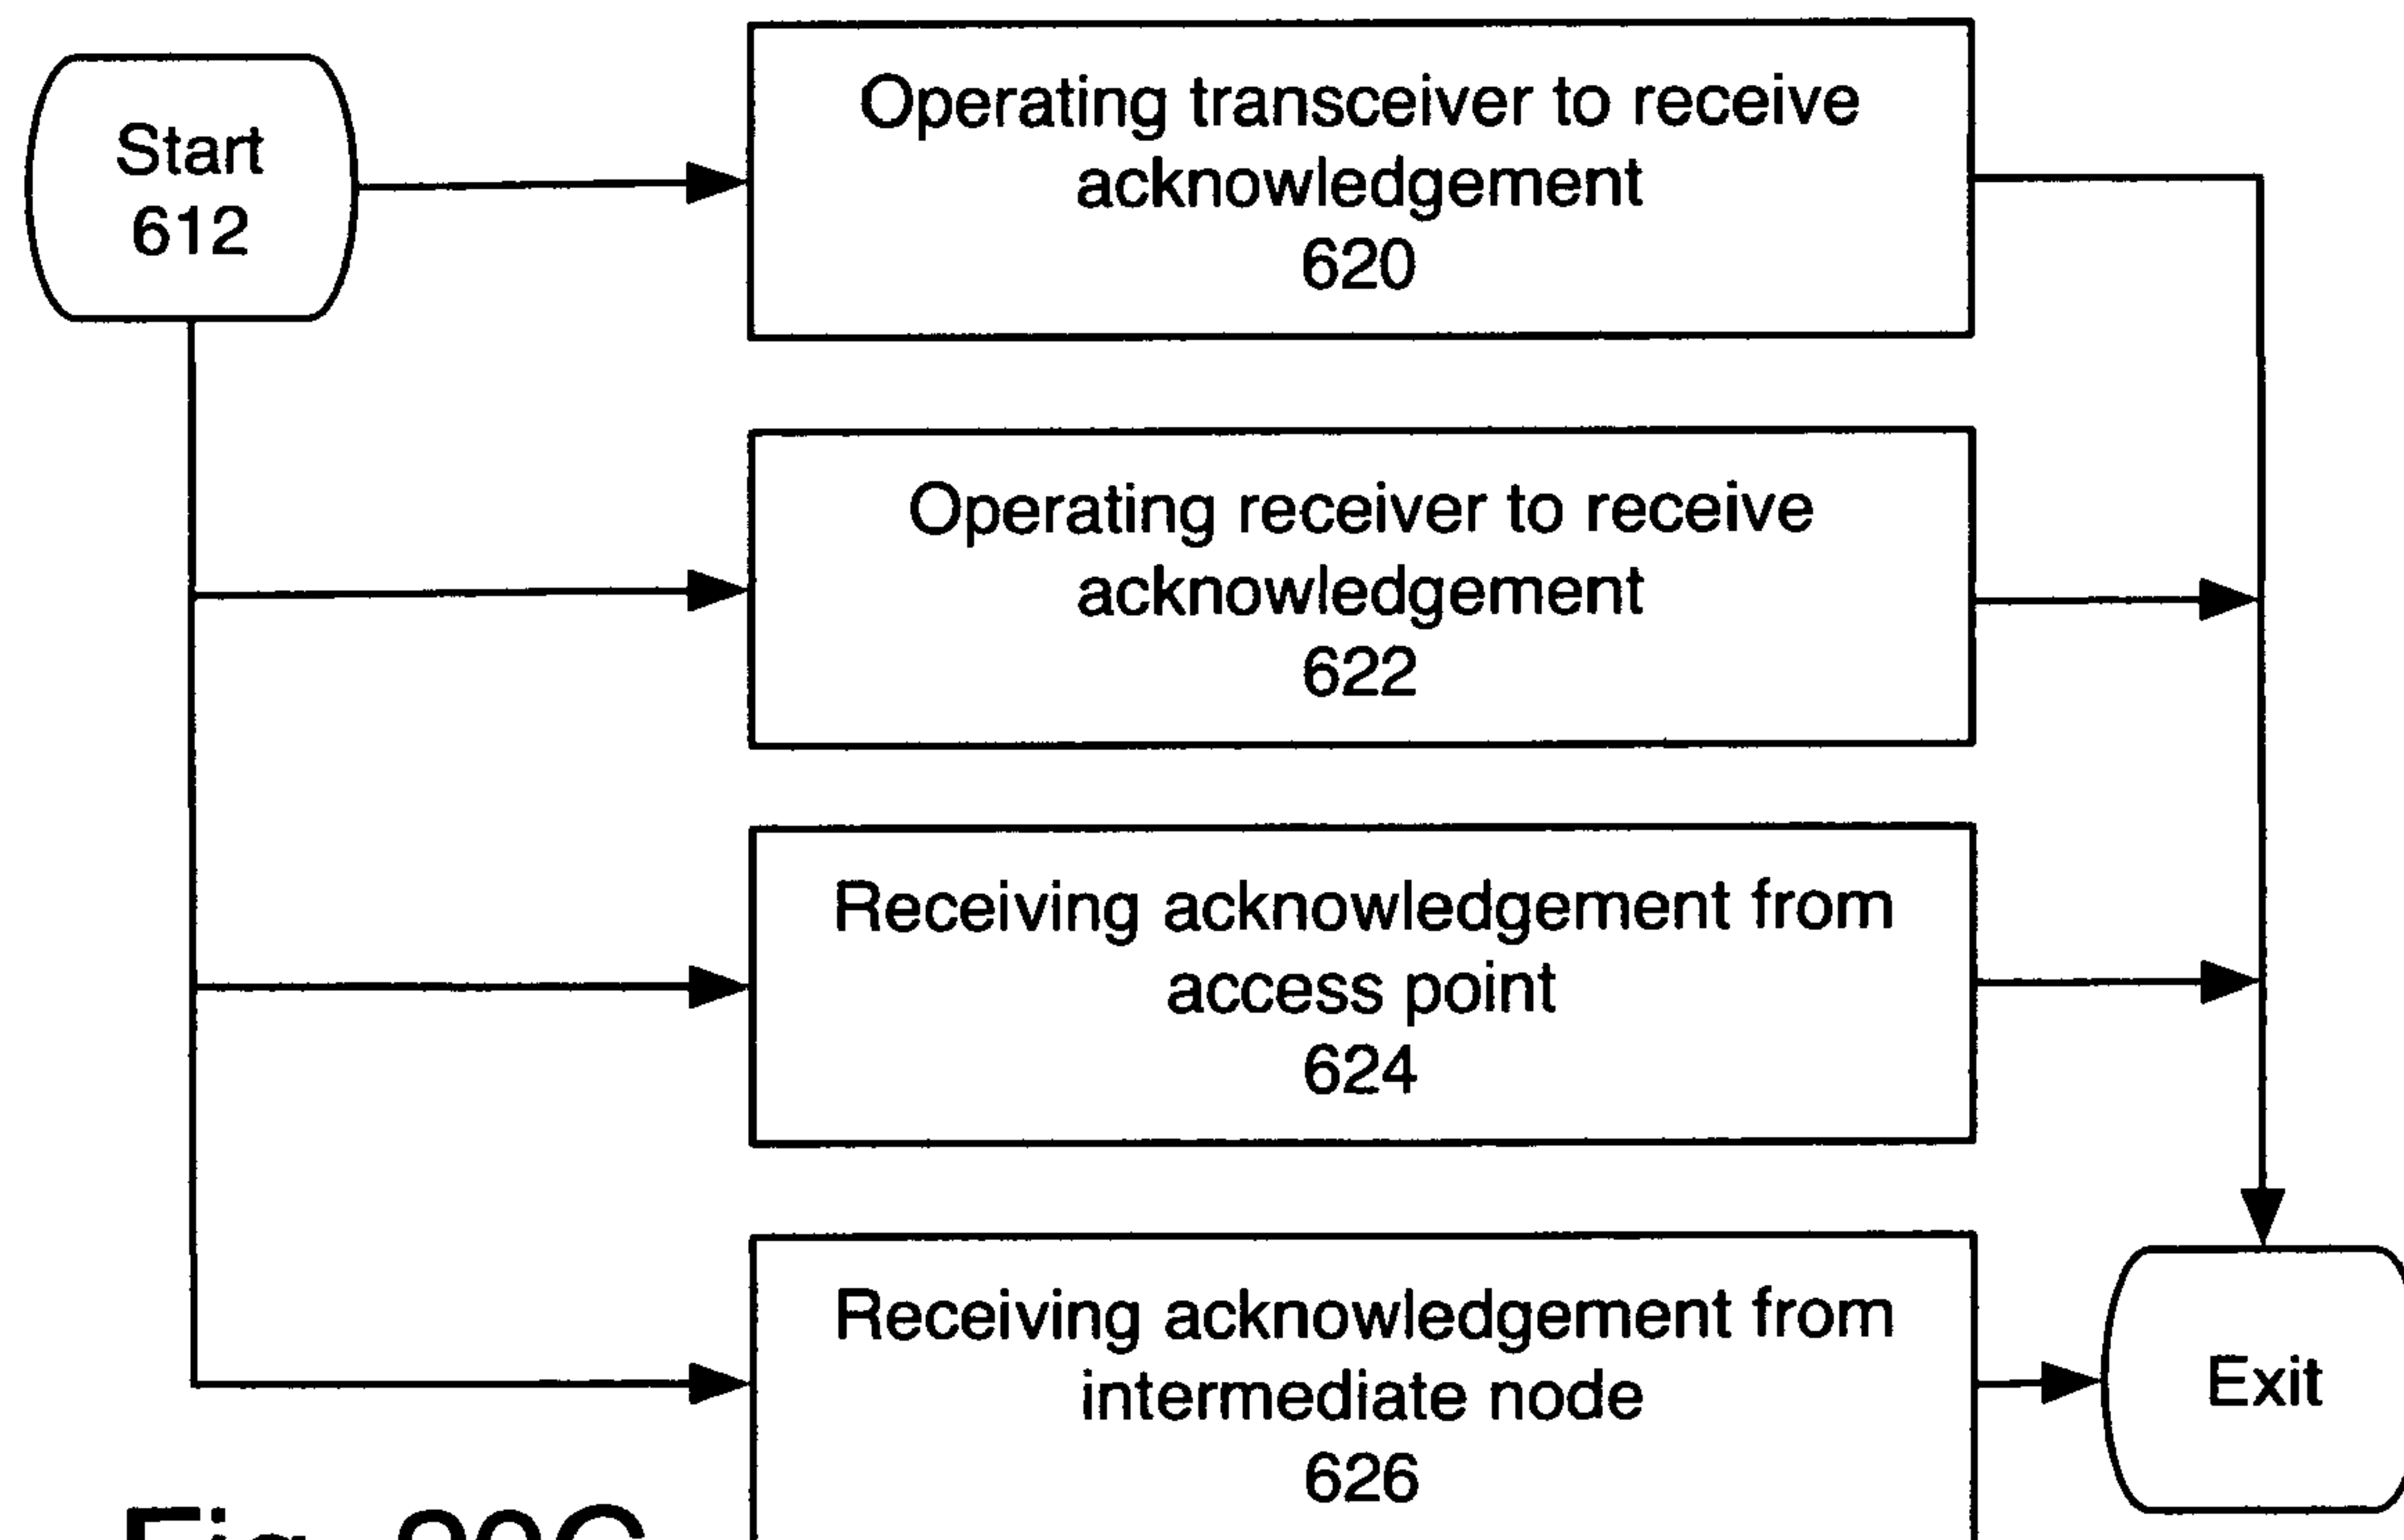 Start
612
Operating transceiver to receive
acknowledgement
620
Operating receiver to receive
acknowledgement
622
Receiving acknowledgement from
access point
624
Receiving acknowledgement from
intermediate node
626
Exit